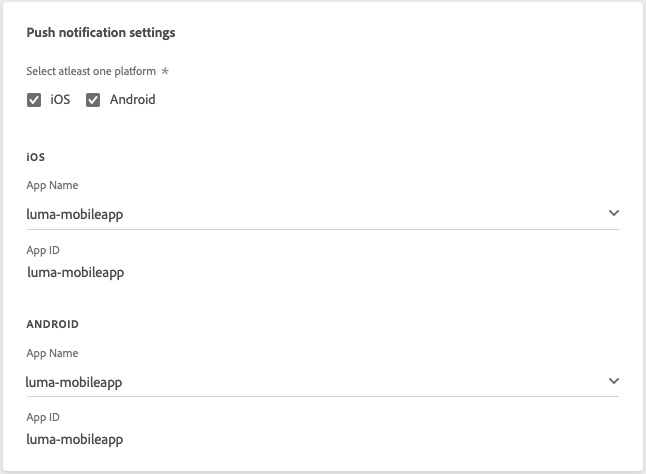 Push notification settings
Select atleast one platform *
iOS Android
iOS
App Name
luma-mobileapp
App ID
luma-mobileapp
ANDROID
App Name
luma-mobileapp
App ID
luma-mobileapp